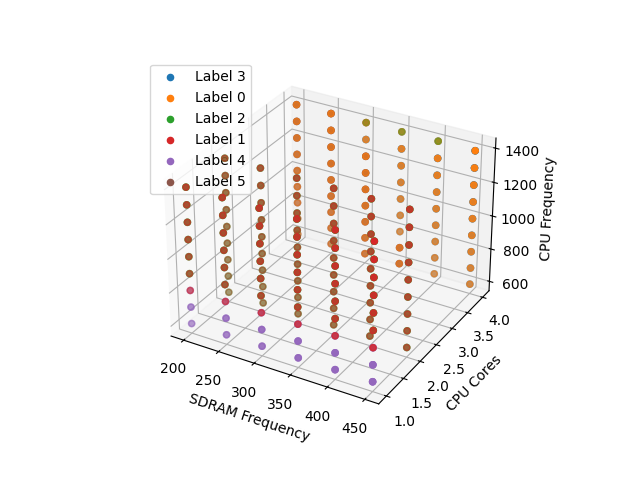 Label 3
Label 0
Label 2
Label 1
Label 4
Label 5
1400
1200
1000
800
600
CPU Frequency
4.0
3.5
3.0
2.5
2.0
1.5
1.0
CPU Cores
200
250
300
350
400
450
SDRAM Frequency